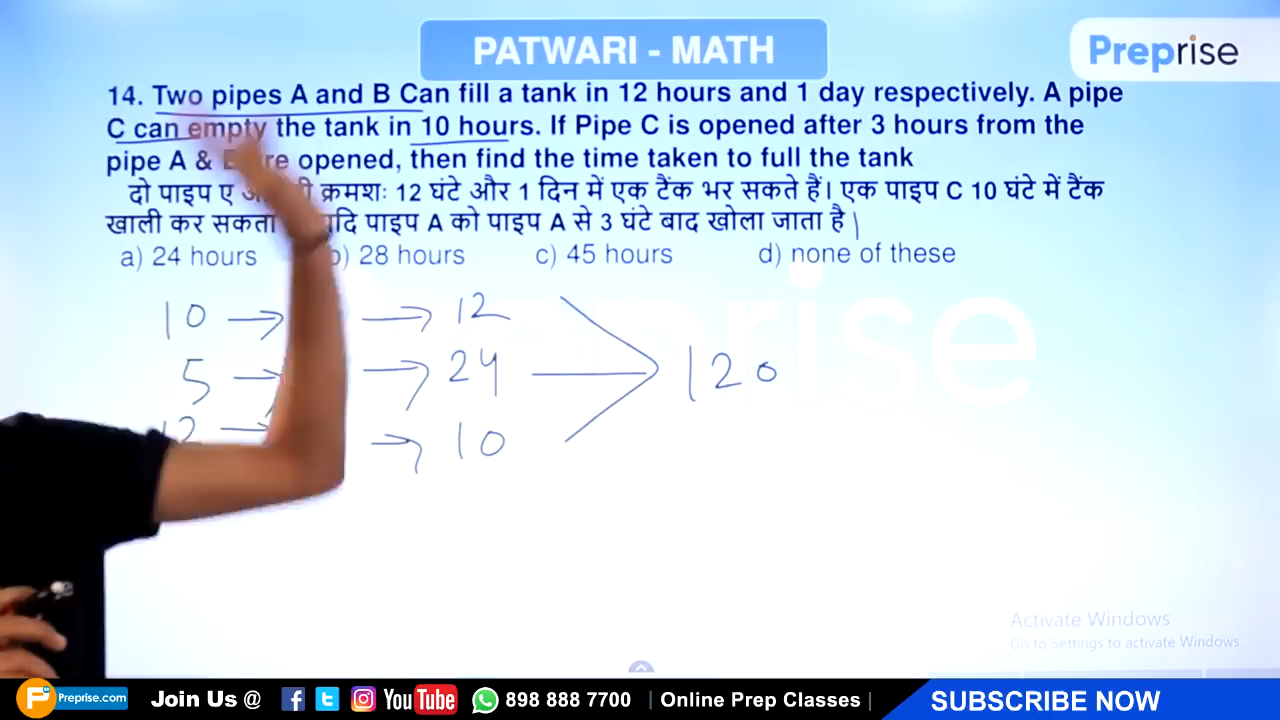 PATWARI - MATH
Preprise
14. Two pipes A and B Can fill a tank in 12 hours and 1 day respectively. A pipe
C can empty the tank in 10 hours. If Pipe C is opened after 3 hours from the
pipe A & opened, then find the time taken to full the tank
दो पाइप ए क्रमशः 12 घंटे और 1 दिन में एक टैंक भर सकते हैं। एक पाइप C 10 घंटे में टैंक
खाली कर सकता पाइप A को पाइप A से 3 घंटे बाद खोला जाता है |
a) 24 hours b) 28 hours c) 45 hours d) none of these
10 → → 12
5 → → 24 120
12 → → 10
Activate Windows
Go to Settings to activate Windows.
Preprise.com Join Us @ YouTube 898 888 7700 | Online Prep Classes | SUBSCRIBE NOW